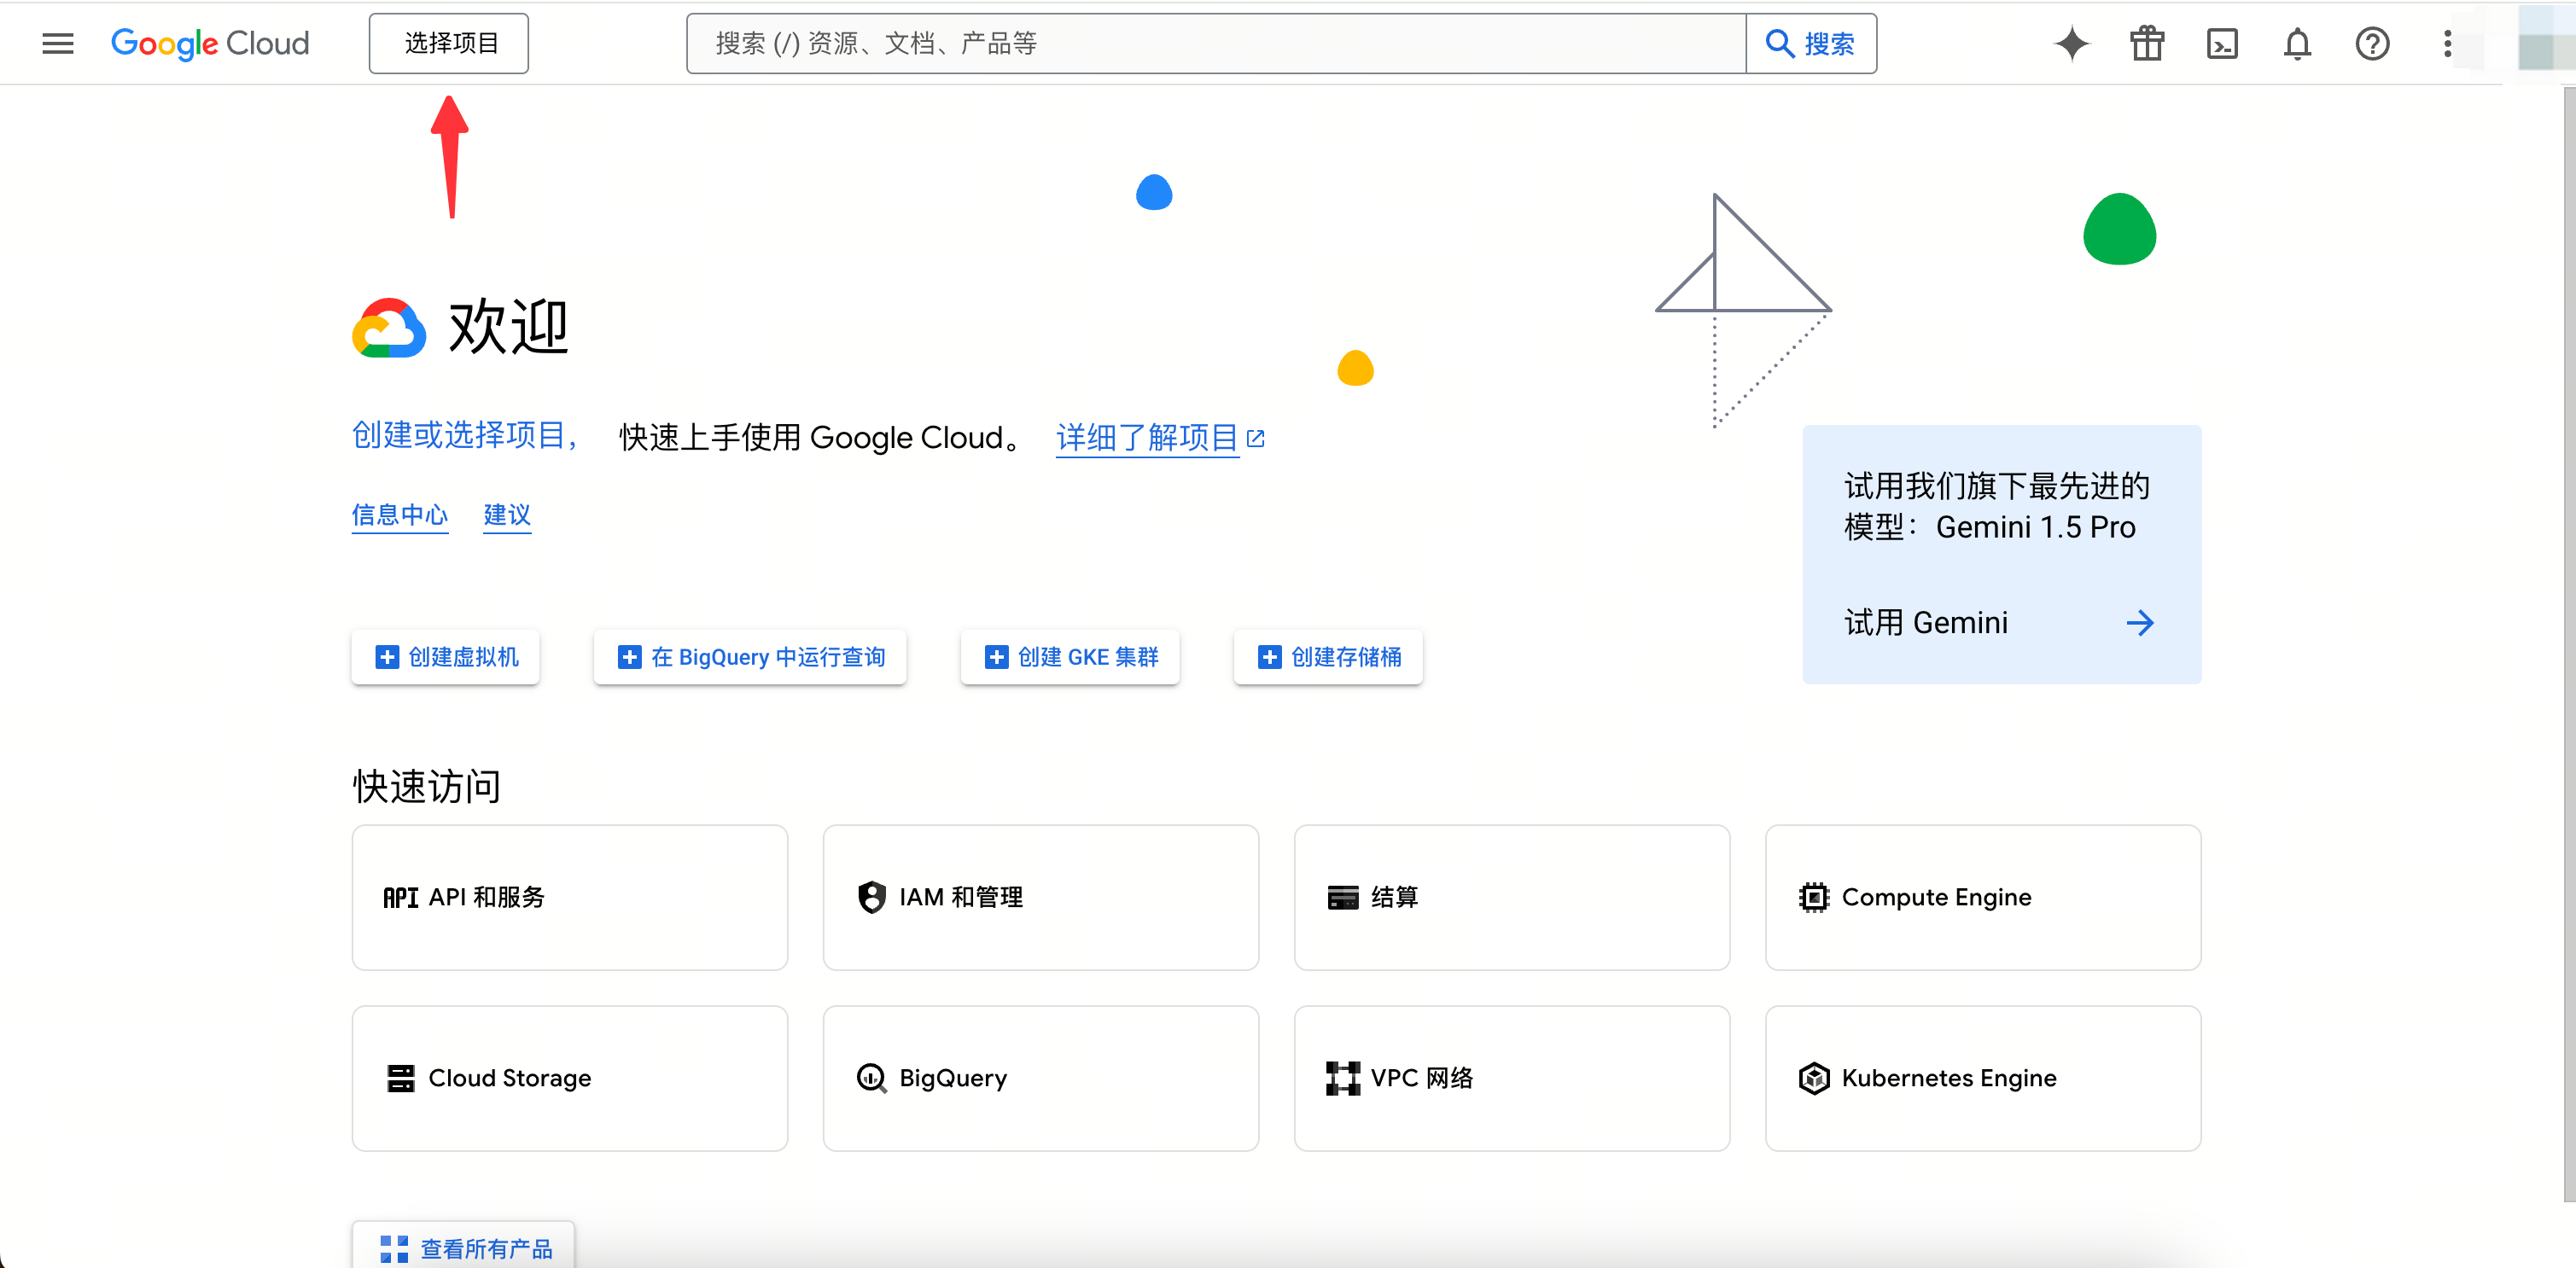 Google Cloud
选择项目
搜索 (/) 资源、文档、产品等
搜索
欢迎
创建或选择项目， 快速上手使用 Google Cloud。 详细了解项目
信息中心 建议
试用我们旗下最先进的
模型：Gemini 1.5 Pro
试用 Gemini
创建虚拟机
在 BigQuery 中运行查询
创建 GKE 集群
创建存储桶
快速访问
API API 和服务
IAM 和管理
结算
Compute Engine
Cloud Storage
BigQuery
VPC 网络
Kubernetes Engine
查看所有产品